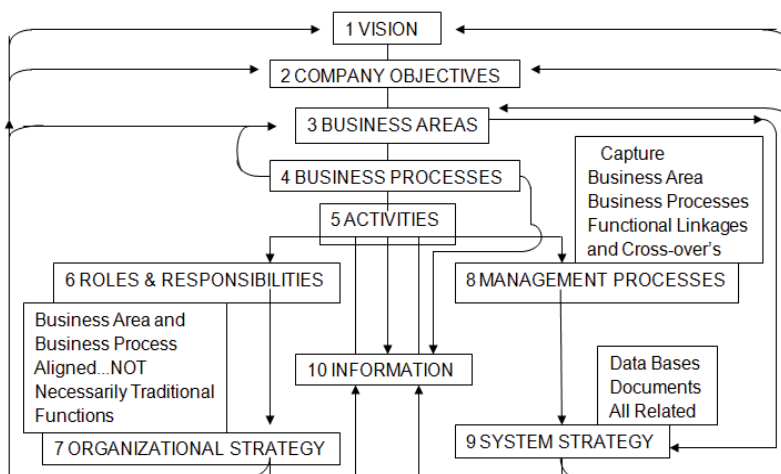 1 VISION
2 COMPANY OBJECTIVES
3 BUSINESS AREAS
4 BUSINESS PROCESSES
Capture
Business Area
Business Processes
Functional Linkages
and Cross-over's
5 ACTIVITIES
6 ROLES & RESPONSIBILITIES
8 MANAGEMENT PROCESSES
Business Area and
Business Process
Aligned...NOT
Necessarily Traditional
Functions
10 INFORMATION
Data Bases
Documents
All Related
7 ORGANIZATIONAL STRATEGY
9 SYSTEM STRATEGY